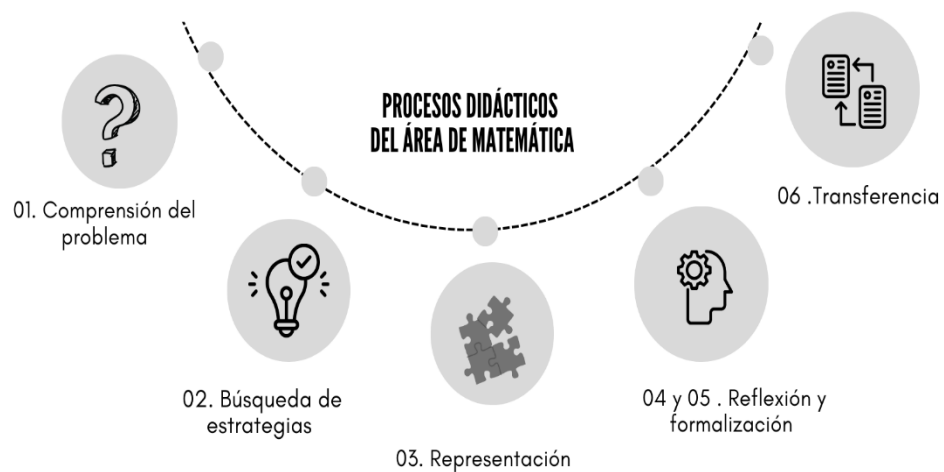 PROCESOS DIDÁCTICOS
DEL ÁREA DE MATEMÁTICA
01. Comprensión del
problema
02. Búsqueda de
estrategias
03. Representación
04 y 05 . Reflexión y
formalización
06 .Transferencia